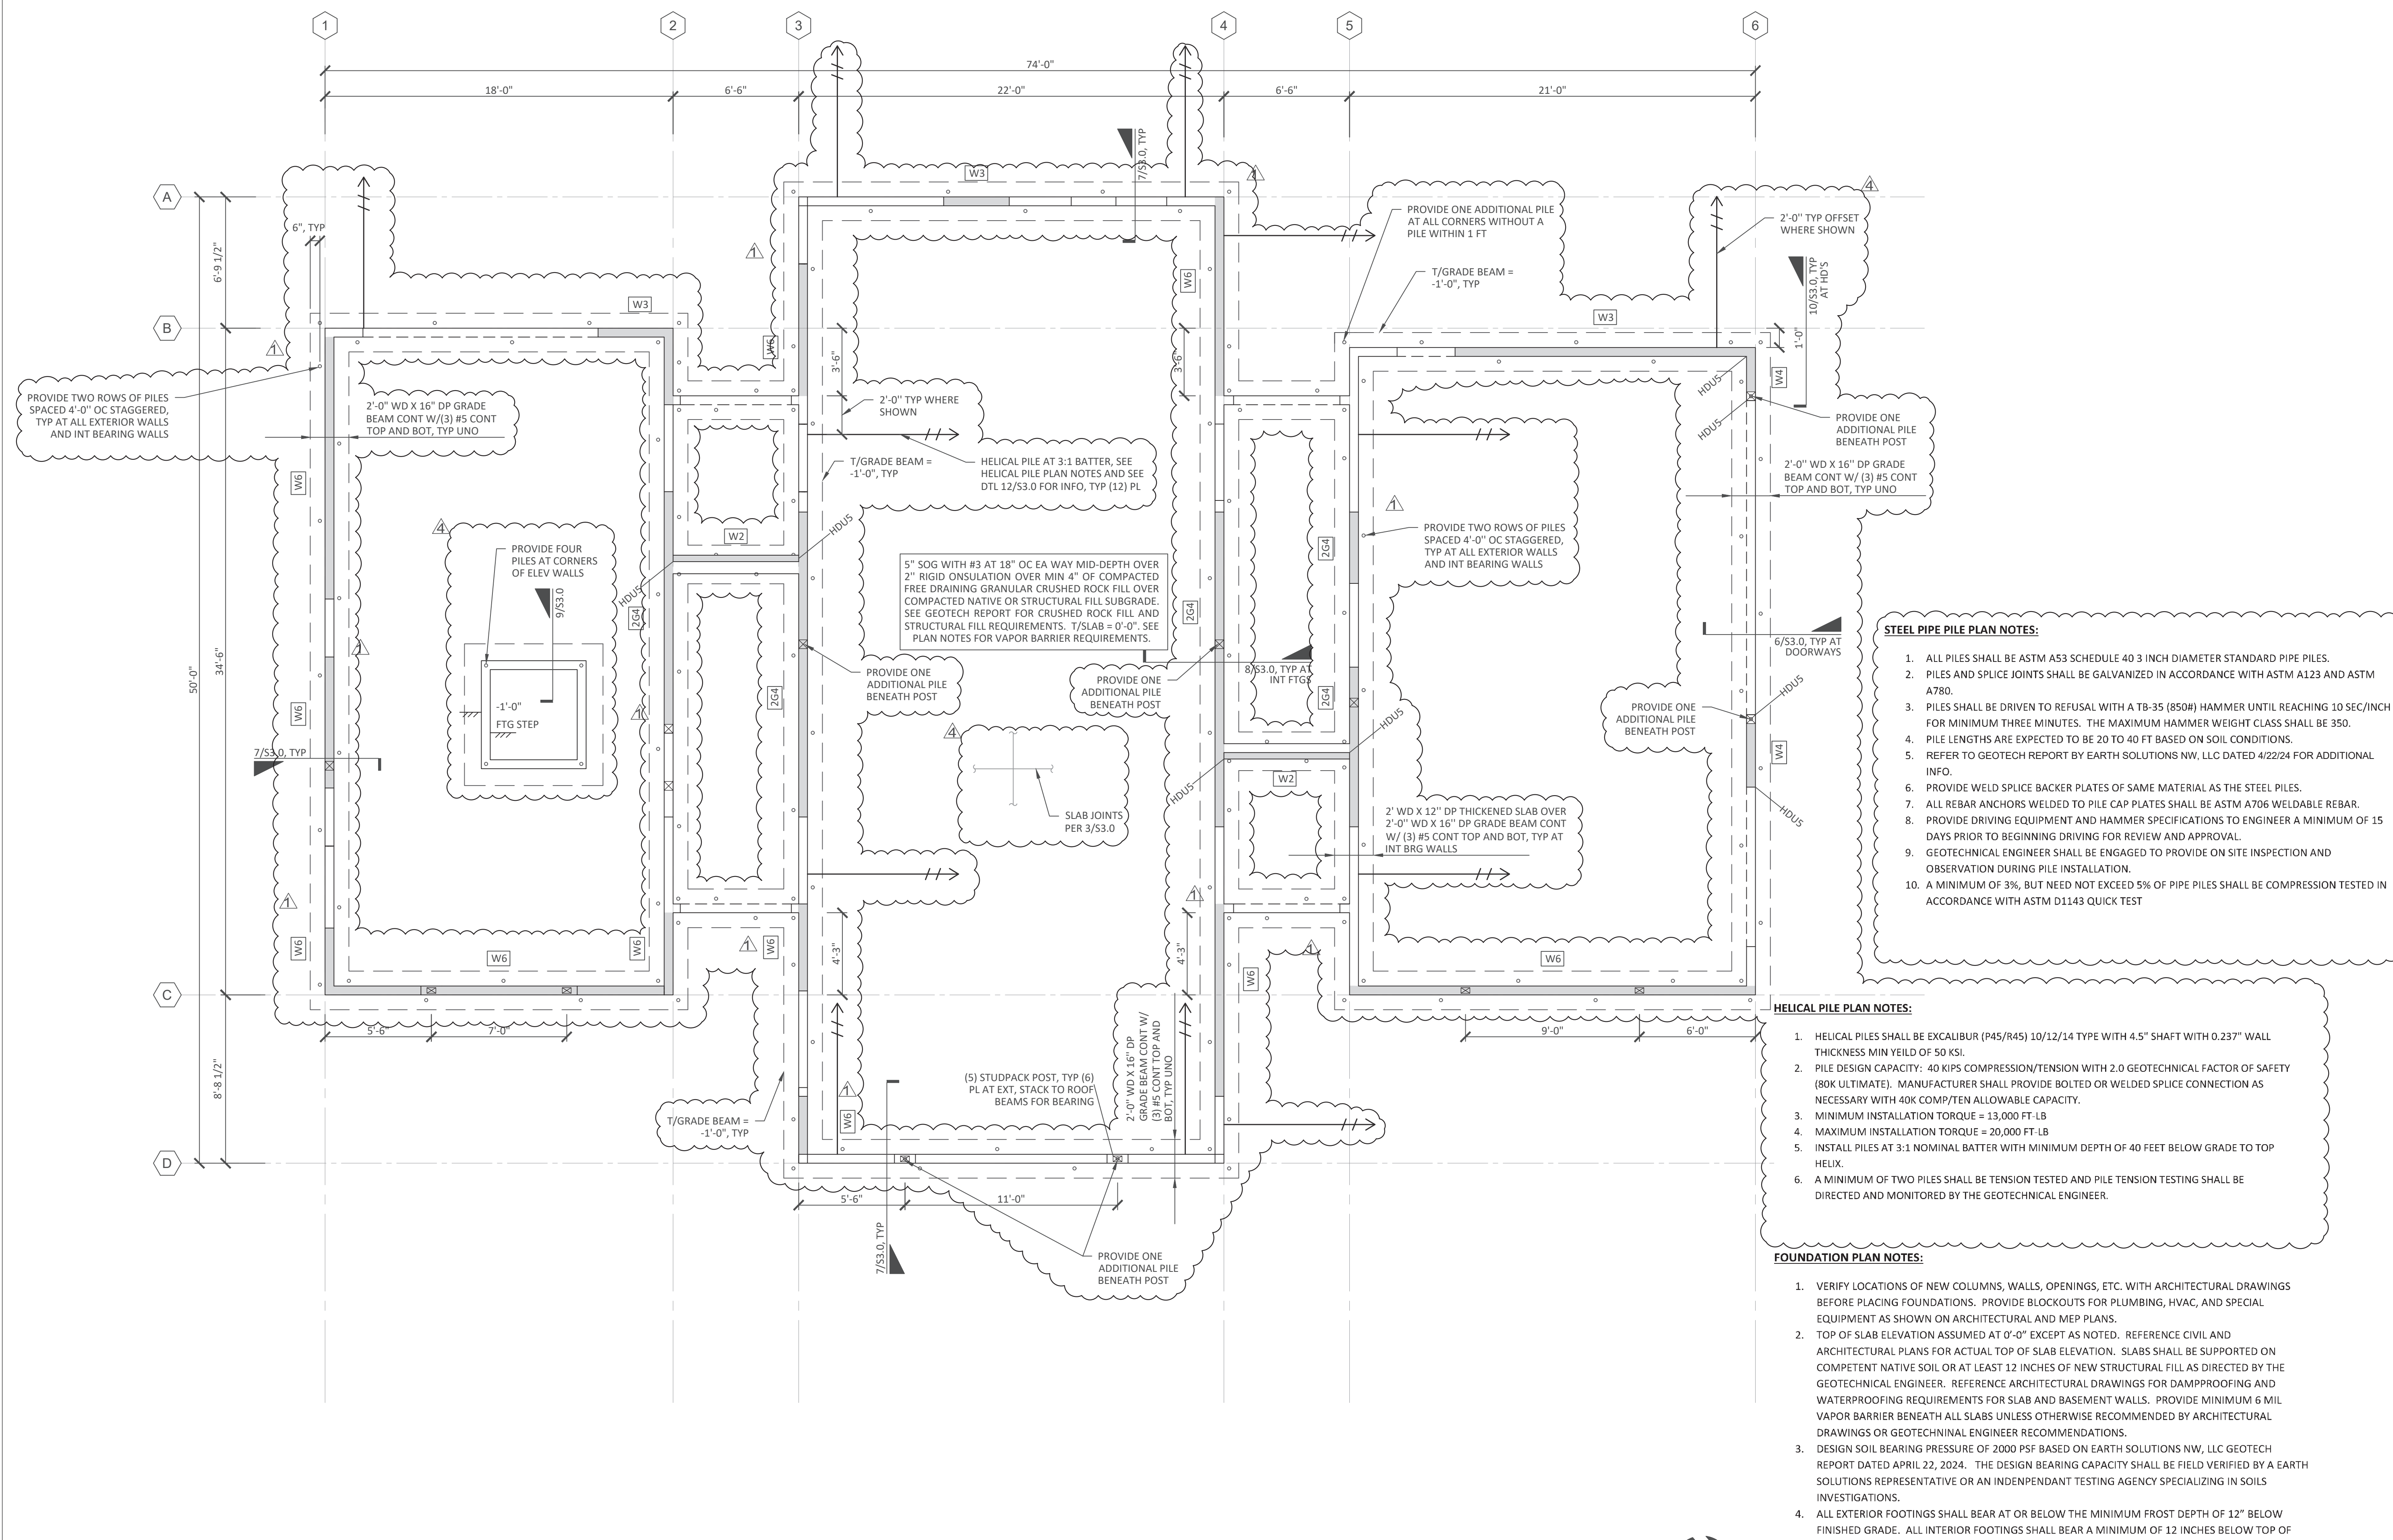 1
2
3
4
5
6
74'-0"
18'-0"
6'-6"
22'-0"
6'-6"
21'-0"
A
B
C
D
6'-9 1/2"
34'-6"
50'-0"
8'-8 1/2"
6", TYP
W3
7/S3.0, TYP
1
4
PROVIDE ONE ADDITIONAL PILE
AT ALL CORNERS WITHOUT A
PILE WITHIN 1 FT
2'-0" TYP OFFSET
WHERE SHOWN
T/GRADE BEAM =
-1'-0", TYP
10/S3.0, TYP
AT HD'S
1'-0"
W3
W3
1
1
W6
W6
3'-6"
3'-6"
W4
HDU5
HDU5
PROVIDE TWO ROWS OF PILES
SPACED 4'-0" OC STAGGERED,
TYP AT ALL EXTERIOR WALLS
AND INT BEARING WALLS
2'-0" WD X 16" DP GRADE
BEAM CONT W/(3) #5 CONT
TOP AND BOT, TYP UNO
2'-0" TYP WHERE
SHOWN
PROVIDE ONE
ADDITIONAL PILE
BENEATH POST
T/GRADE BEAM =
-1'-0", TYP
HELICAL PILE AT 3:1 BATTER, SEE
HELICAL PILE PLAN NOTES AND SEE
DTL 12/S3.0 FOR INFO, TYP (12) PL
2'-0" WD X 16" DP GRADE
BEAM CONT W/ (3) #5 CONT
TOP AND BOT, TYP UNO
W6
4
1
W2
HDU5
PROVIDE FOUR
PILES AT CORNERS
OF ELEV WALLS
9/S3.0
HDU5
2G4
PROVIDE TWO ROWS OF PILES
SPACED 4'-0" OC STAGGERED,
TYP AT ALL EXTERIOR WALLS
AND INT BEARING WALLS
5" SOG WITH #3 AT 18" OC EA WAY MID-DEPTH OVER
2" RIGID ONSULATION OVER MIN 4" OF COMPACTED
FREE DRAINING GRANULAR CRUSHED ROCK FILL OVER
COMPACTED NATIVE OR STRUCTURAL FILL SUBGRADE.
SEE GEOTECH REPORT FOR CRUSHED ROCK FILL AND
STRUCTURAL FILL REQUIREMENTS. T/SLAB = 0'-0". SEE
PLAN NOTES FOR VAPOR BARRIER REQUIREMENTS.
2G4
2G4
1
PROVIDE ONE
ADDITIONAL PILE
BENEATH POST
PROVIDE ONE
ADDITIONAL PILE
BENEATH POST
8/S3.0, TYP AT
INT FTGS
6/S3.0, TYP AT
DOORWAYS
2G4
2G4
HDU5
HDU5
PROVIDE ONE
ADDITIONAL PILE
BENEATH POST
W6
-1'-0"
FTG STEP
1
7/S3.0, TYP
4
W2
HDU5
W4
HDU5
SLAB JOINTS
PER 3/S3.0
2' WD X 12" DP THICKENED SLAB OVER
2'-0" WD X 16" DP GRADE BEAM CONT
W/ (3) #5 CONT TOP AND BOT, TYP AT
INT BRG WALLS
1
1
W6
W6
W6
1
W6
4'-3"
4'-3"
1
W6
W6
5'-6"
7'-0"
9'-0"
6'-0"
(5) STUDPACK POST, TYP (6)
PL AT EXT, STACK TO ROOF
BEAMS FOR BEARING
2'-0" WD X 16" DP
GRADE BEAM CONT W/
(3) #5 CONT TOP AND
BOT, TYP UNO
1
W6
T/GRADE BEAM =
-1'-0", TYP
5'-6"
11'-0"
7/S3.0, TYP
PROVIDE ONE
ADDITIONAL PILE
BENEATH POST
STEEL PIPE PILE PLAN NOTES:
1. ALL PILES SHALL BE ASTM A53 SCHEDULE 40 3 INCH DIAMETER STANDARD PIPE PILES.
2. PILES AND SPLICE JOINTS SHALL BE GALVANIZED IN ACCORDANCE WITH ASTM A123 AND ASTM
A780.
3. PILES SHALL BE DRIVEN TO REFUSAL WITH A TB-35 (850#) HAMMER UNTIL REACHING 10 SEC/INCH
FOR MINIMUM THREE MINUTES. THE MAXIMUM HAMMER WEIGHT CLASS SHALL BE 350.
4. PILE LENGTHS ARE EXPECTED TO BE 20 TO 40 FT BASED ON SOIL CONDITIONS.
5. REFER TO GEOTECH REPORT BY EARTH SOLUTIONS NW, LLC DATED 4/22/24 FOR ADDITIONAL
INFO.
6. PROVIDE WELD SPLICE BACKER PLATES OF SAME MATERIAL AS THE STEEL PILES.
7. ALL REBAR ANCHORS WELDED TO PILE CAP PLATES SHALL BE ASTM A706 WELDABLE REBAR.
8. PROVIDE DRIVING EQUIPMENT AND HAMMER SPECIFICATIONS TO ENGINEER A MINIMUM OF 15
DAYS PRIOR TO BEGINNING DRIVING FOR REVIEW AND APPROVAL.
9. GEOTECHNICAL ENGINEER SHALL BE ENGAGED TO PROVIDE ON SITE INSPECTION AND
OBSERVATION DURING PILE INSTALLATION.
10. A MINIMUM OF 3%, BUT NEED NOT EXCEED 5% OF PIPE PILES SHALL BE COMPRESSION TESTED IN
ACCORDANCE WITH ASTM D1143 QUICK TEST
HELICAL PILE PLAN NOTES:
1. HELICAL PILES SHALL BE EXCALIBUR (P45/R45) 10/12/14 TYPE WITH 4.5" SHAFT WITH 0.237" WALL
THICKNESS MIN YEILD OF 50 KSI.
2. PILE DESIGN CAPACITY: 40 KIPS COMPRESSION/TENSION WITH 2.0 GEOTECHNICAL FACTOR OF SAFETY
(80K ULTIMATE). MANUFACTURER SHALL PROVIDE BOLTED OR WELDED SPLICE CONNECTION AS
NECESSARY WITH 40K COMP/TEN ALLOWABLE CAPACITY.
3. MINIMUM INSTALLATION TORQUE = 13,000 FT-LB
4. MAXIMUM INSTALLATION TORQUE = 20,000 FT-LB
5. INSTALL PILES AT 3:1 NOMINAL BATTER WITH MINIMUM DEPTH OF 40 FEET BELOW GRADE TO TOP
HELIX.
6. A MINIMUM OF TWO PILES SHALL BE TENSION TESTED AND PILE TENSION TESTING SHALL BE
DIRECTED AND MONITORED BY THE GEOTECHNICAL ENGINEER.
FOUNDATION PLAN NOTES:
1. VERIFY LOCATIONS OF NEW COLUMNS, WALLS, OPENINGS, ETC. WITH ARCHITECTURAL DRAWINGS
BEFORE PLACING FOUNDATIONS. PROVIDE BLOCKOUTS FOR PLUMBING, HVAC, AND SPECIAL
EQUIPMENT AS SHOWN ON ARCHITECTURAL AND MEP PLANS.
2. TOP OF SLAB ELEVATION ASSUMED AT 0'-0" EXCEPT AS NOTED. REFERENCE CIVIL AND
ARCHITECTURAL PLANS FOR ACTUAL TOP OF SLAB ELEVATION. SLABS SHALL BE SUPPORTED ON
COMPETENT NATIVE SOIL OR AT LEAST 12 INCHES OF NEW STRUCTURAL FILL AS DIRECTED BY THE
GEOTECHNICAL ENGINEER. REFERENCE ARCHITECTURAL DRAWINGS FOR DAMPPROOFING AND
WATERPROOFING REQUIREMENTS FOR SLAB AND BASEMENT WALLS. PROVIDE MINIMUM 6 MIL
VAPOR BARRIER BENEATH ALL SLABS UNLESS OTHERWISE RECOMMENDED BY ARCHITECTURAL
DRAWINGS OR GEOTECHNINAL ENGINEER RECOMMENDATIONS.
3. DESIGN SOIL BEARING PRESSURE OF 2000 PSF BASED ON EARTH SOLUTIONS NW, LLC GEOTECH
REPORT DATED APRIL 22, 2024. THE DESIGN BEARING CAPACITY SHALL BE FIELD VERIFIED BY A EARTH
SOLUTIONS REPRESENTATIVE OR AN INDENPENDANT TESTING AGENCY SPECIALIZING IN SOILS
INVESTIGATIONS.
4. ALL EXTERIOR FOOTINGS SHALL BEAR AT OR BELOW THE MINIMUM FROST DEPTH OF 12" BELOW
FINISHED GRADE. ALL INTERIOR FOOTINGS SHALL BEAR A MINIMUM OF 12 INCHES BELOW TOP OF